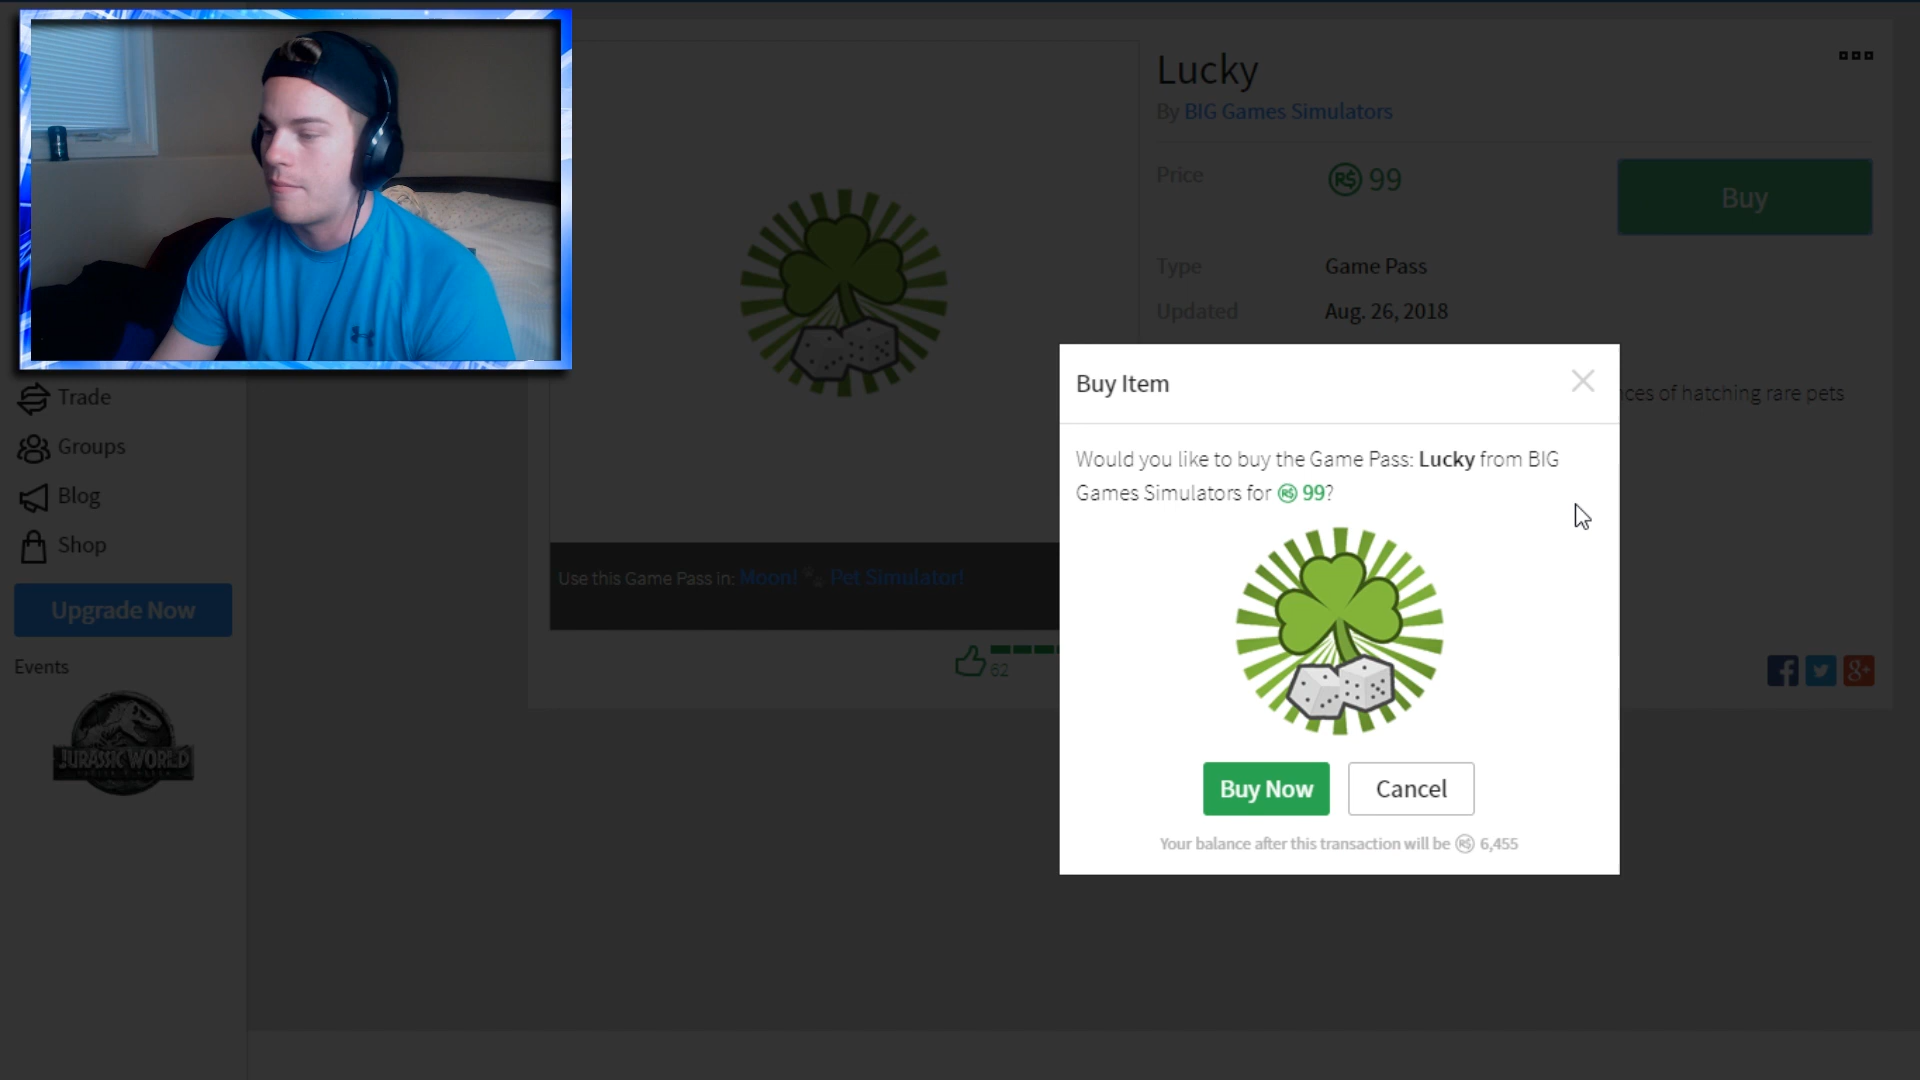 Lucky
By BIG Games Simulators
Price
R$ 99
Buy
Type
Game Pass
Updated
Aug. 26, 2018
ces of hatching rare pets
Trade
Groups
Blog
Shop
Upgrade Now
Events
JURASSIC WORLD
Use this Game Pass in: Moon! Pet Simulator!
62
Buy Item
Would you like to buy the Game Pass: Lucky from BIG
Games Simulators for R$ 99?
Buy Now
Cancel
Your balance after this transaction will be R$ 6,455
8+